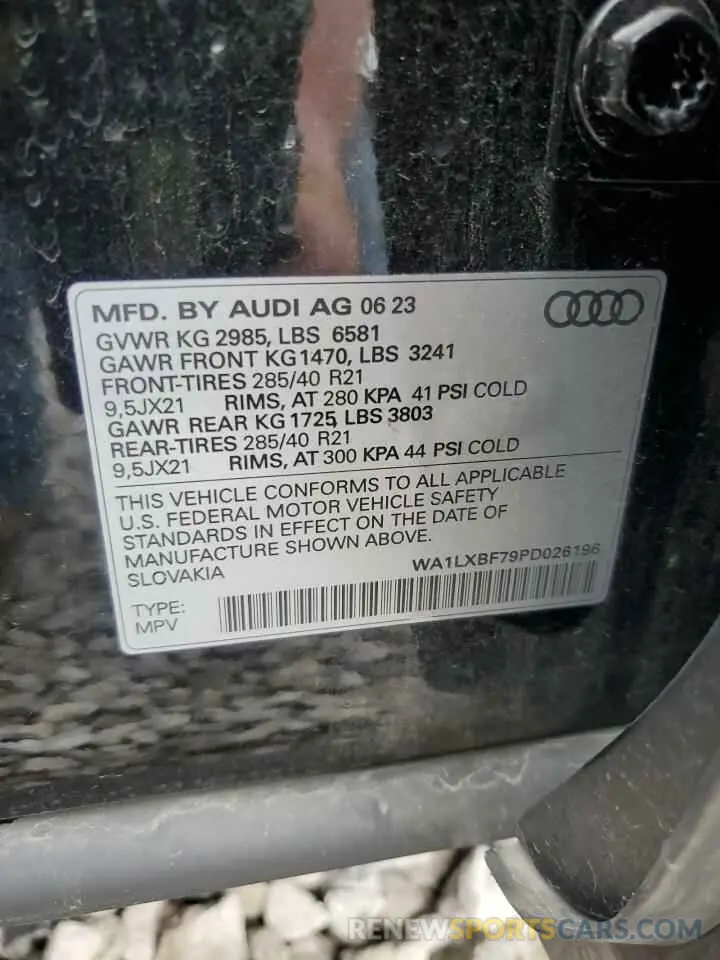 MFD. BY AUDI AG 06 23
GVWR KG 2985, LBS 6581
GAWR FRONT KG1470, LBS 3241
FRONT-TIRES 285/40 R21
9,5JX21 RIMS, AT 280 KPA 41 PSI COLD
GAWR REAR KG 1725, LBS 3803
REAR-TIRES 285/40 R21
9,5JX21 RIMS, AT 300 KPA 44 PSI COLD
THIS VEHICLE CONFORMS TO ALL APPLICABLE
U.S. FEDERAL MOTOR VEHICLE SAFETY
STANDARDS IN EFFECT ON THE DATE OF
MANUFACTURE SHOWN ABOVE.
SLOVAKIA
WA1LXBF79PD026196
TYPE:
MPV
RENEWSPORTSCARS.COM